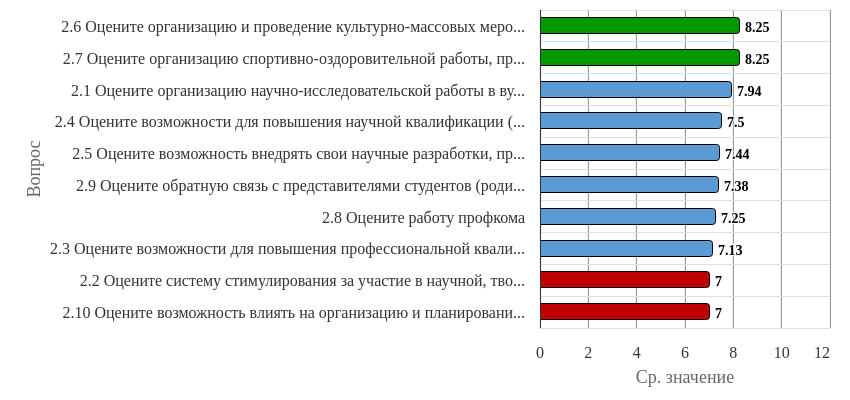 2.6 Оцените организацию и проведение культурно-массовых меро... 8.25
2.7 Оцените организацию спортивно-оздоровительной работы, пр... 8.25
2.1 Оцените организацию научно-исследовательской работы в ву... 7.94
2.4 Оцените возможности для повышения научной квалификации (... 7.5
2.5 Оцените возможность внедрять свои научные разработки, пр... 7.44
2.9 Оцените обратную связь с представителями студентов (роди... 7.38
2.8 Оцените работу профкома 7.25
2.3 Оцените возможности для повышения профессиональной квали... 7.13
2.2 Оцените систему стимулирования за участие в научной, тво... 7
2.10 Оцените возможность влиять на организацию и планировани... 7
Вопрос
0 2 4 6 8 10 12
Ср. значение